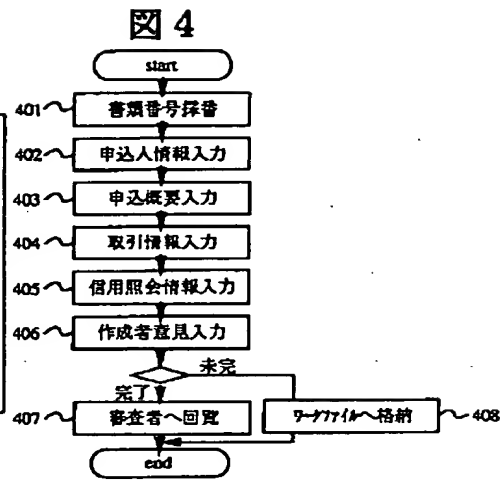 図4
start
401 書類番号採番
402 申込人情報入力
403 申込概要入力
404 取引情報入力
405 信用照会情報入力
406 作成者意見入力
未完
完了
407 審査者へ回覧
ワークファイルへ格納 408
end